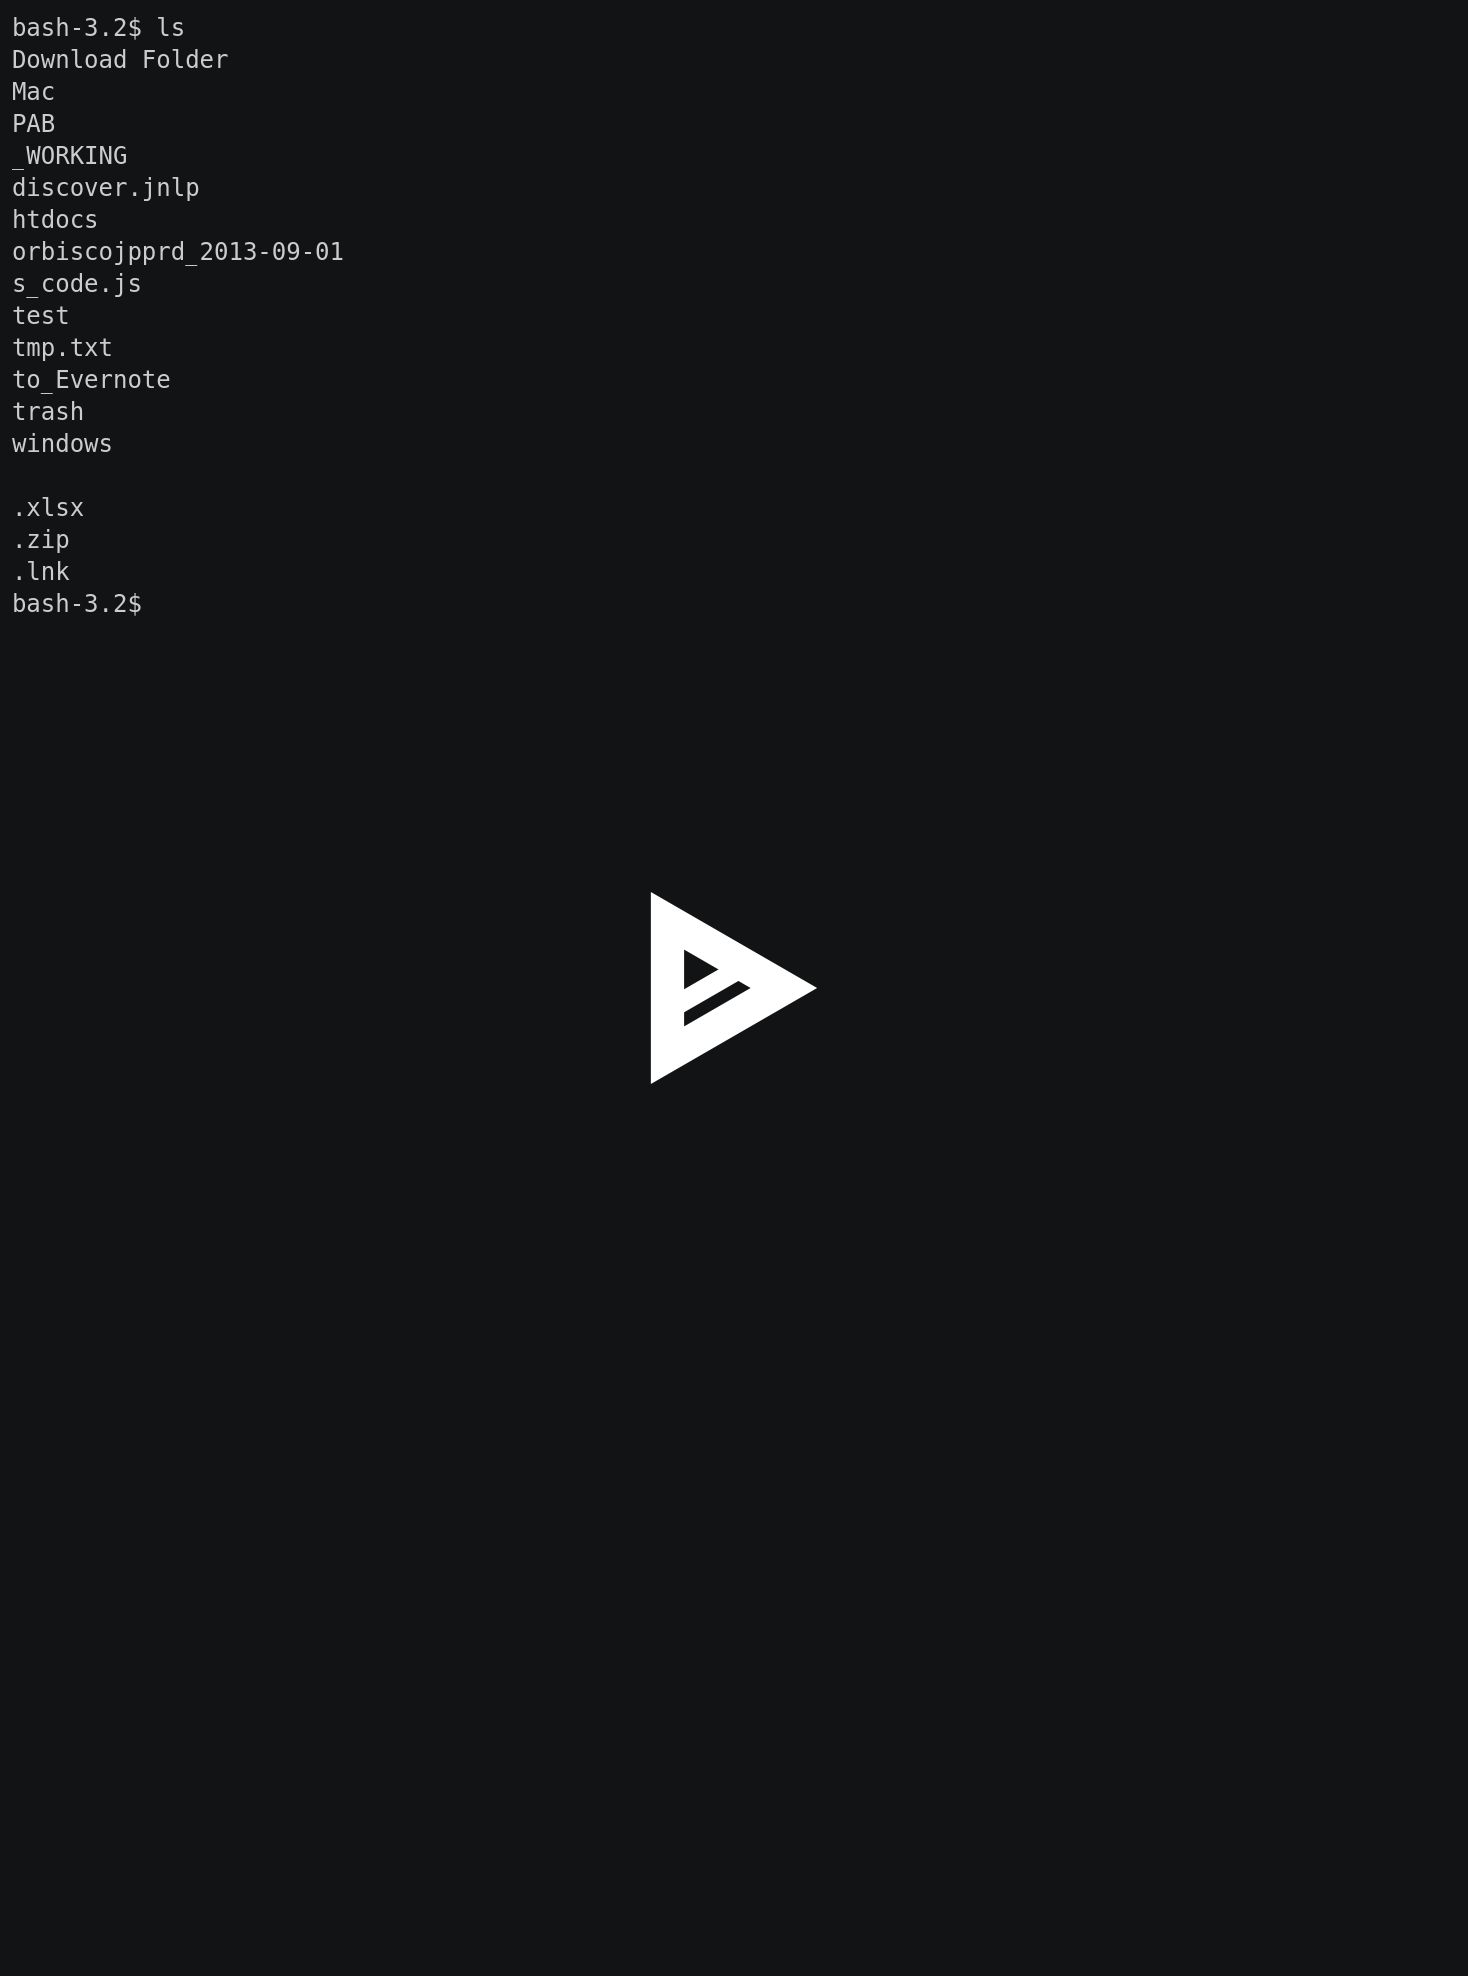 bash-3.2$ ls
Download Folder
Mac
PAB
_WORKING
discover.jnlp
htdocs
orbiscojpprd_2013-09-01
s_code.js
test
tmp.txt
to_Evernote
trash
windows
.xlsx
.zip
.lnk
bash-3.2$